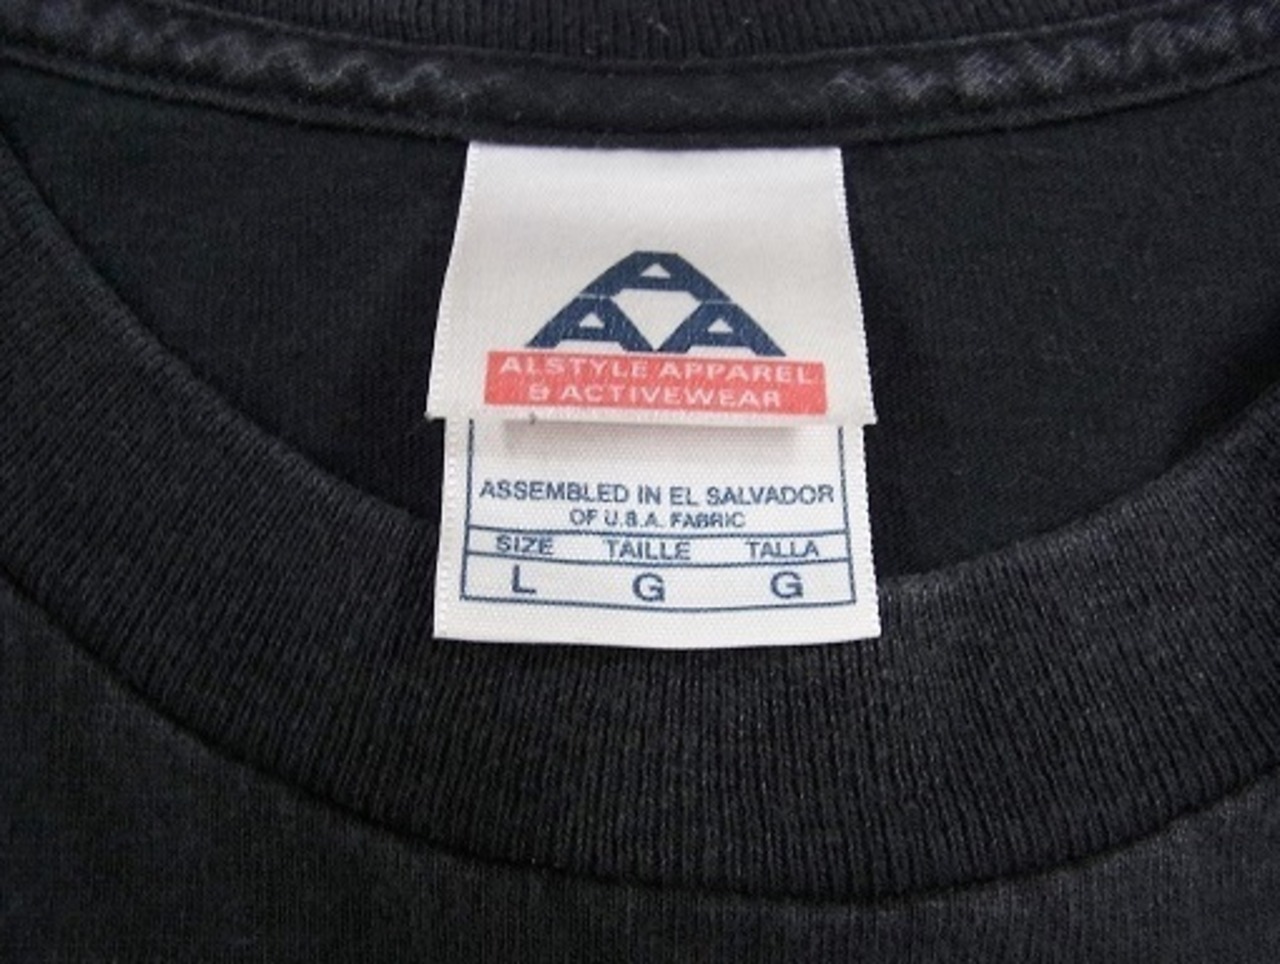 A
A A
ALSTYLE APPAREL
& ACTIVEWEAR
ASSEMBLED IN EL SALVADOR
OF U.S.A. FABRIC
SIZE TAILLE TALLA
L G G